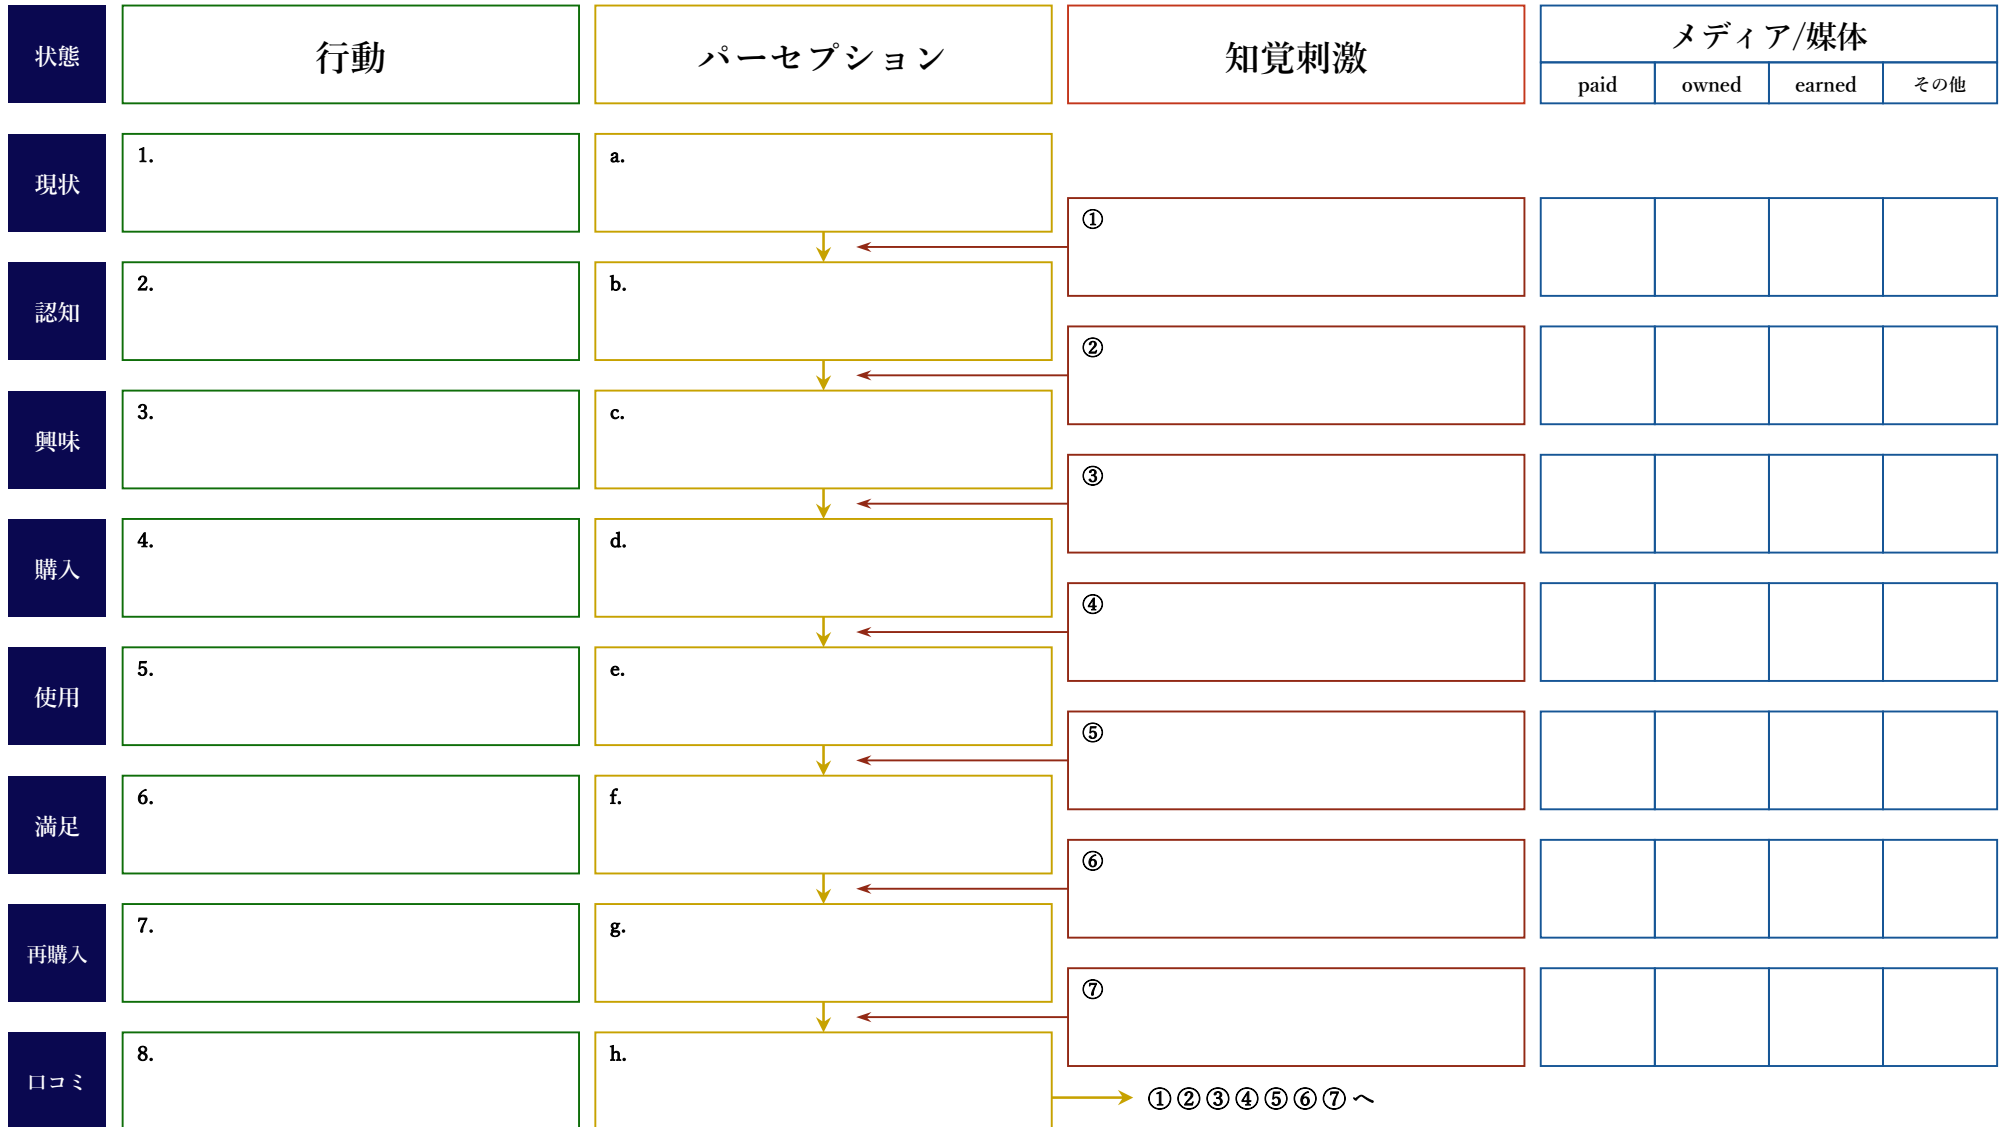 状態
行動
パーセプション
知覚刺激
メディア/媒体
paid
owned
earned
その他
現状
1.
a.
①
認知
2.
b.
②
興味
3.
c.
③
購入
4.
d.
④
使用
5.
e.
⑤
満足
6.
f.
⑥
再購入
7.
g.
⑦
口コミ
8.
h.
①②③④⑤⑥⑦へ